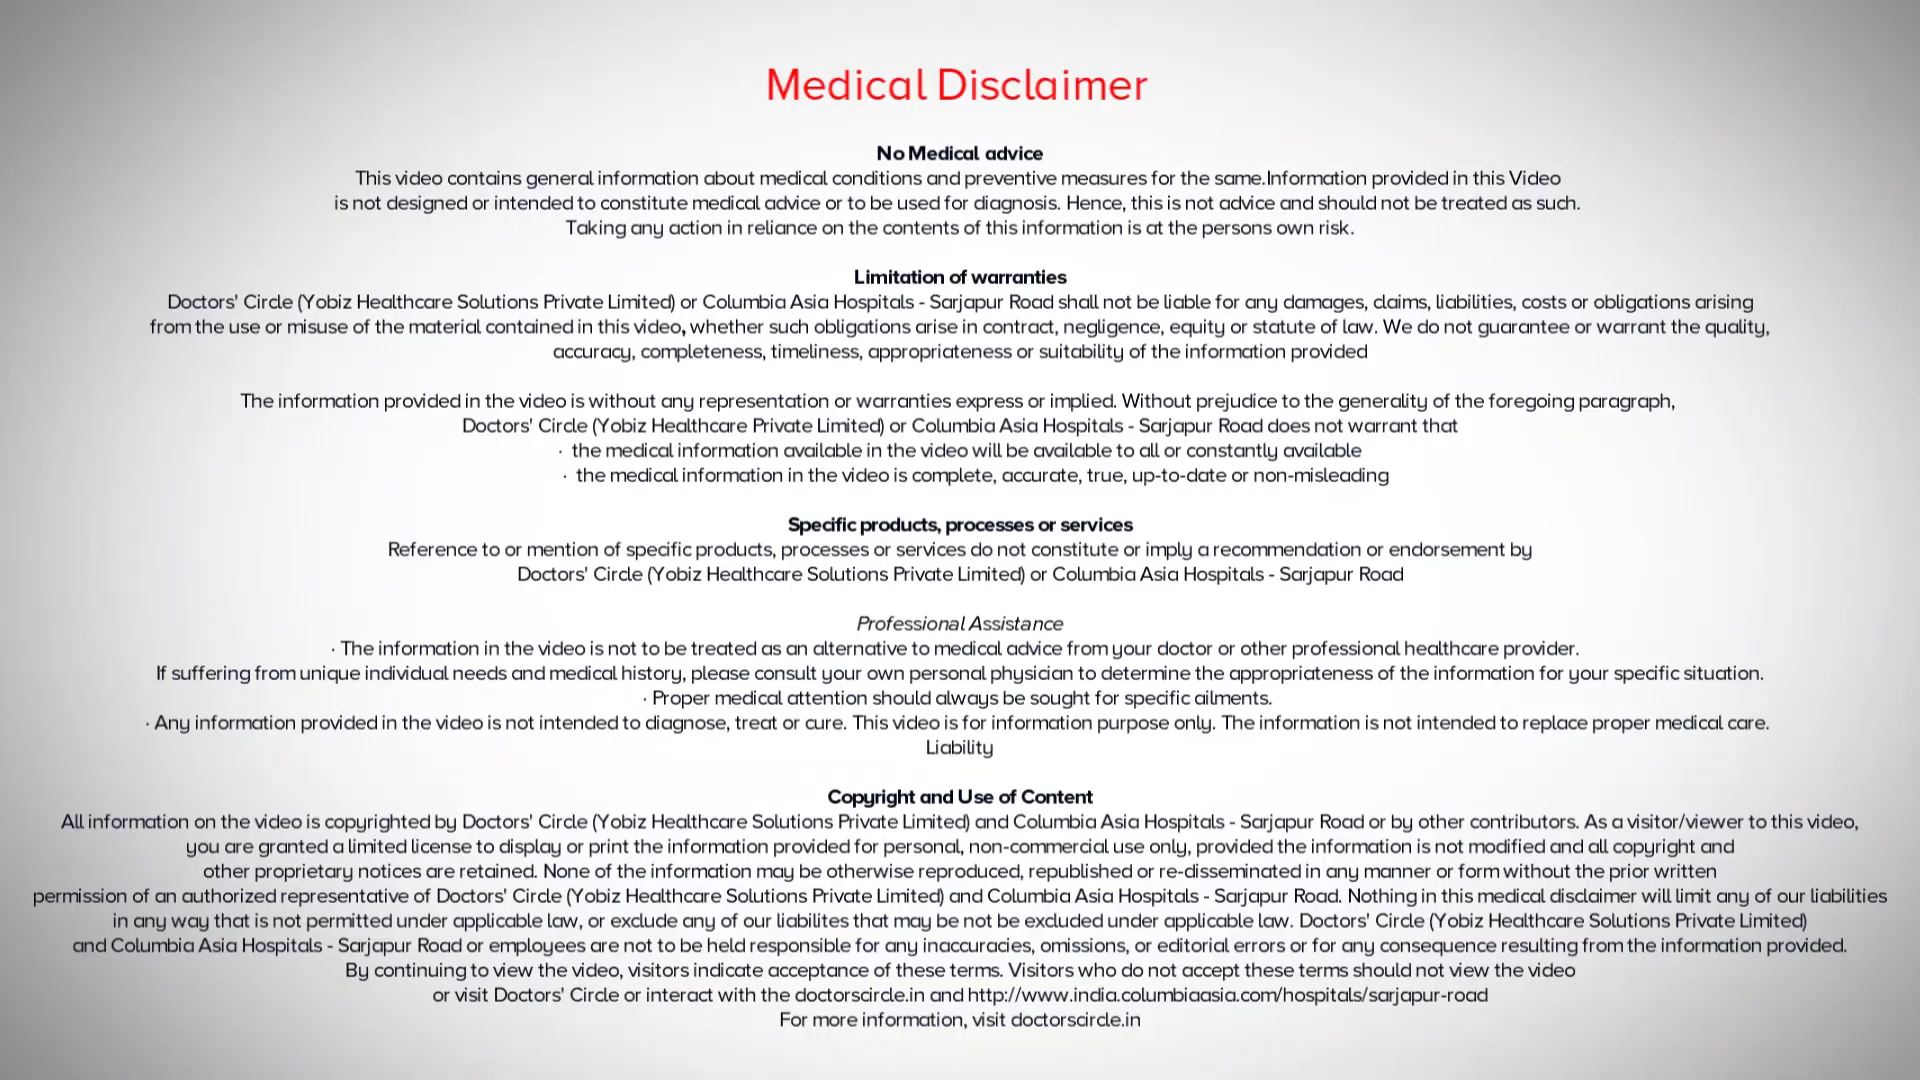 Medical Disclaimer
No Medical advice
This video contains general information about medical conditions and preventive measures for the same.Information provided in this Video
is not designed or intended to constitute medical advice or to be used for diagnosis. Hence, this is not advice and should not be treated as such.
Taking any action in reliance on the contents of this information is at the persons own risk.
Limitation of warranties
Doctors' Circle (Yobiz Healthcare Solutions Private Limited) or Columbia Asia Hospitals - Sarjapur Road shall not be liable for any damages, claims, liabilities, costs or obligations arising
from the use or misuse of the material contained in this video, whether such obligations arise in contract, negligence, equity or statute of law. We do not guarantee or warrant the quality,
accuracy, completeness, timeliness, appropriateness or suitability of the information provided
The information provided in the video is without any representation or warranties express or implied. Without prejudice to the generality of the foregoing paragraph,
Doctors' Circle (Yobiz Healthcare Private Limited) or Columbia Asia Hospitals - Sarjapur Road does not warrant that
· the medical information available in the video will be available to all or constantly available
· the medical information in the video is complete, accurate, true, up-to-date or non-misleading
Specific products, processes or services
Reference to or mention of specific products, processes or services do not constitute or imply a recommendation or endorsement by
Doctors' Circle (Yobiz Healthcare Solutions Private Limited) or Columbia Asia Hospitals - Sarjapur Road
Professional Assistance
· The information in the video is not to be treated as an alternative to medical advice from your doctor or other professional healthcare provider.
If suffering from unique individual needs and medical history, please consult your own personal physician to determine the appropriateness of the information for your specific situation.
· Proper medical attention should always be sought for specific ailments.
· Any information provided in the video is not intended to diagnose, treat or cure. This video is for information purpose only. The information is not intended to replace proper medical care.
Liability
Copyright and Use of Content
All information on the video is copyrighted by Doctors' Circle (Yobiz Healthcare Solutions Private Limited) and Columbia Asia Hospitals - Sarjapur Road or by other contributors. As a visitor/viewer to this video,
you are granted a limited license to display or print the information provided for personal, non-commercial use only, provided the information is not modified and all copyright and
other proprietary notices are retained. None of the information may be otherwise reproduced, republished or re-disseminated in any manner or form without the prior written
permission of an authorized representative of Doctors' Circle (Yobiz Healthcare Solutions Private Limited) and Columbia Asia Hospitals - Sarjapur Road. Nothing in this medical disclaimer will limit any of our liabilities
in any way that is not permitted under applicable law, or exclude any of our liabilites that may be not be excluded under applicable law. Doctors' Circle (Yobiz Healthcare Solutions Private Limited)
and Columbia Asia Hospitals - Sarjapur Road or employees are not to be held responsible for any inaccuracies, omissions, or editorial errors or for any consequence resulting from the information provided.
By continuing to view the video, visitors indicate acceptance of these terms. Visitors who do not accept these terms should not view the video
or visit Doctors' Circle or interact with the doctorscircle.in and http://www.india.columbiaasia.com/hospitals/sarjapur-road
For more information, visit doctorscircle.in